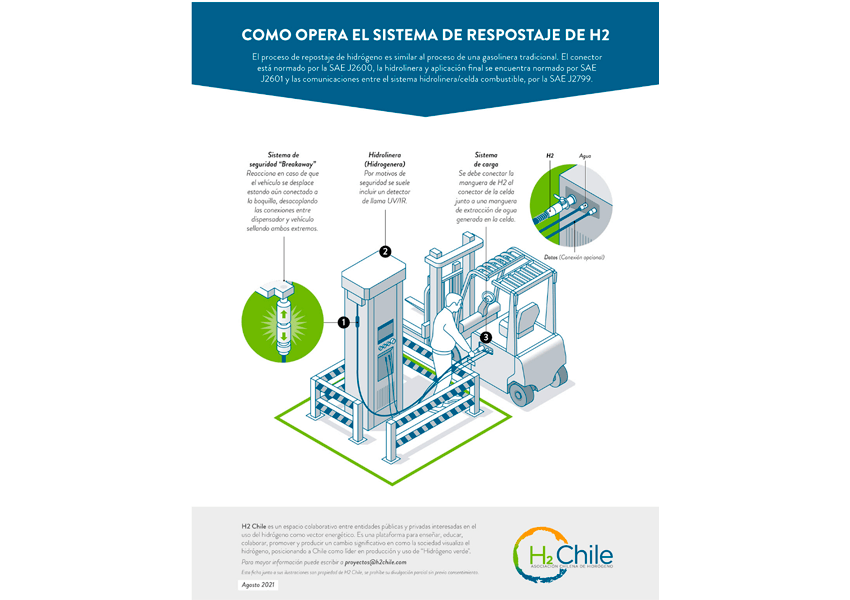 COMO OPERA EL SISTEMA DE RESPOSTAJE DE H2
El proceso de repostaje de hidrógeno es similar al proceso de una gasolinera tradicional. El conector
está normado por la SAE J2600, la hidrolinera y aplicación final se encuentra normado por SAE
J2601 y las comunicaciones entre el sistema hidrolinera/celda combustible, por la SAE J2799.
Sistema de
seguridad "Breakaway"
Reacciona en caso de que
el vehículo se desplace
estando aún conectado a
la boquilla, desacoplando
las conexiones entre
dispensador y vehículo
sellando ambos extremos.
Hidrolinera
(Hidrogenera)
Por motivos de
seguridad se suele
incluir un detector
de llama UV/IR.
Sistema
de carga
Se debe conectar la
manguera de H2 al
conector de la celda
junto a una manguera
de extracción de agua
generada en la celda.
H2
Agua
Datos (Conexión opcional)
1
2
3
H2 Chile es un espacio colaborativo entre entidades públicas y privadas interesadas en el
uso del hidrógeno como vector energético. Es una plataforma para enseñar, educar,
colaborar, promover y producir un cambio significativo en como la sociedad visualiza el
hidrógeno, posicionando a Chile como líder en producción y uso de "Hidrógeno verde".
Para mayor información puede escribir a proyectos@h2chile.com
Esta ficha junto a sus ilustraciones son propiedad de H2 Chile, se prohíbe su divulgación parcial sin previo consentimiento.
Agosto 2021
H2 Chile
ASOCIACIÓN CHILENA DE HIDRÓGENO